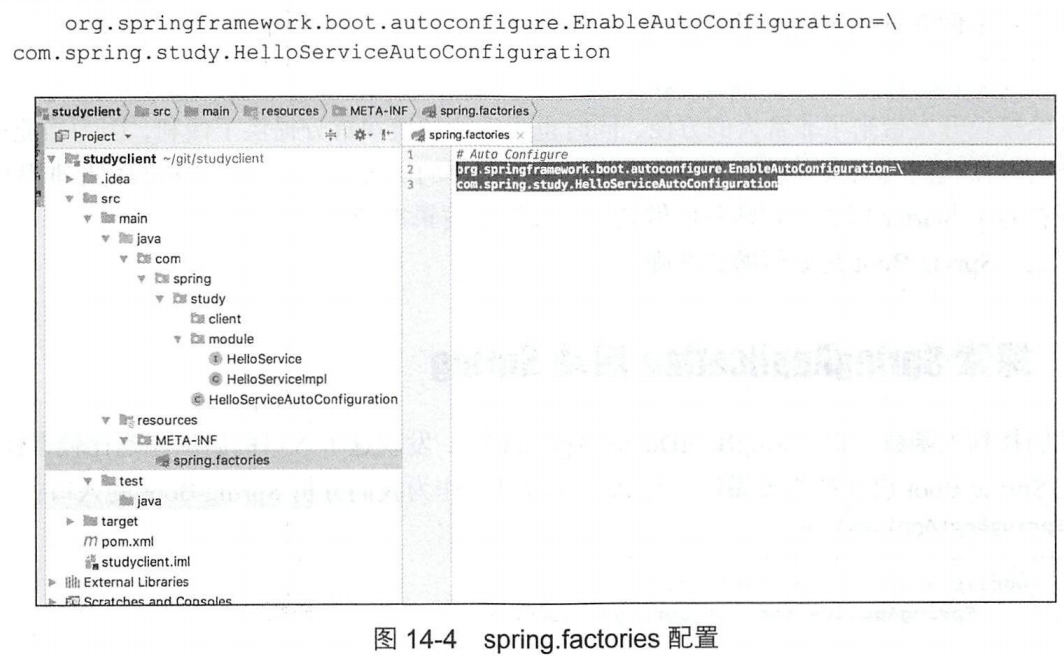 org.springframework.boot.autoconfigure.EnableAutoConfiguration=\
com.spring.study.HelloServiceAutoConfiguration
studyclient src main resources META-INF spring.factories
Project
spring.factories
studyclient ~/git/studyclient
.idea
src
main
java
com
spring
study
client
module
HelloService
HelloServiceImpl
HelloServiceAutoConfiguration
resources
META-INF
spring.factories
test
java
target
pom.xml
studyclient.iml
External Libraries
Scratches and Consoles
1 # Auto Configure
2 org.springframework.boot.autoconfigure.EnableAutoConfiguration=\
3 com.spring.study.HelloServiceAutoConfiguration
图 14-4 spring.factories 配置